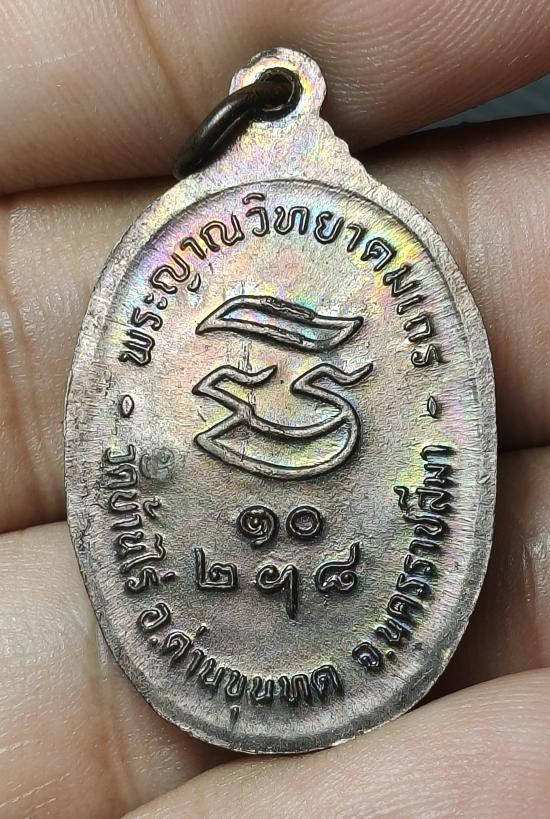 พระญาณวิทยาคมเถร
๑๐
๒๙๘
- วัดบ้านไร่ อ.ด่านขุนทด จ.นครราชสีมา -